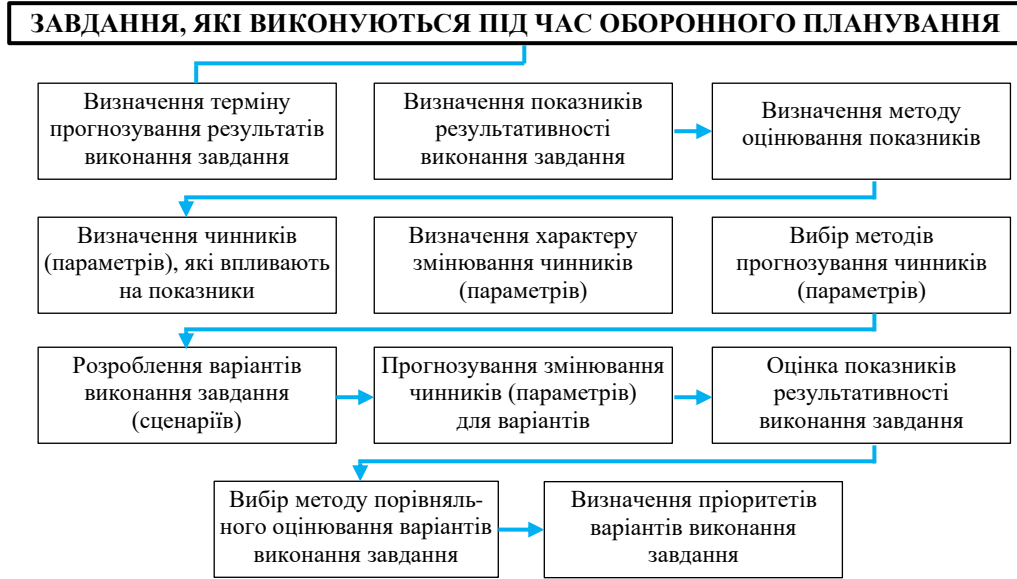 ЗАВДАННЯ, ЯКІ ВИКОНУЮТЬСЯ ПІД ЧАС ОБОРОННОГО ПЛАНУВАННЯ
Визначення терміну
прогнозування результатів
виконання завдання
Визначення показників
результативності
виконання завдання
Визначення методу
оцінювання показників
Визначення чинників
(параметрів), які впливають
на показники
Визначення характеру
змінювання чинників
(параметрів)
Вибір методів
прогнозування чинників
(параметрів)
Розроблення варіантів
виконання завдання
(сценаріїв)
Прогнозування змінювання
чинників (параметрів)
для варіантів
Оцінка показників
результативності
виконання завдання
Вибір методу порівняль-
ного оцінювання варіантів
виконання завдання
Визначення пріоритетів
варіантів виконання
завдання